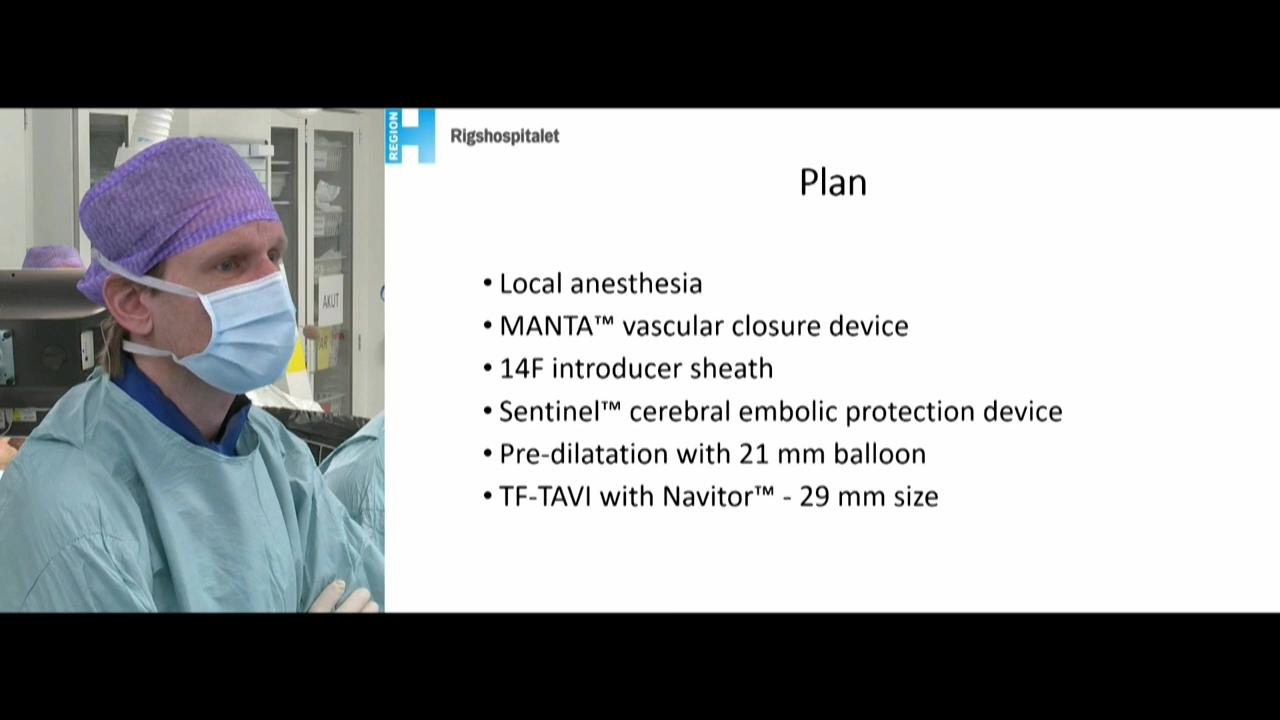 REGION
Rigshospitalet
Plan
• Local anesthesia
• MANTA™ vascular closure device
• 14F introducer sheath
• Sentinel™ cerebral embolic protection device
• Pre-dilatation with 21 mm balloon
• TF-TAVI with Navitor™ - 29 mm size
AKUT